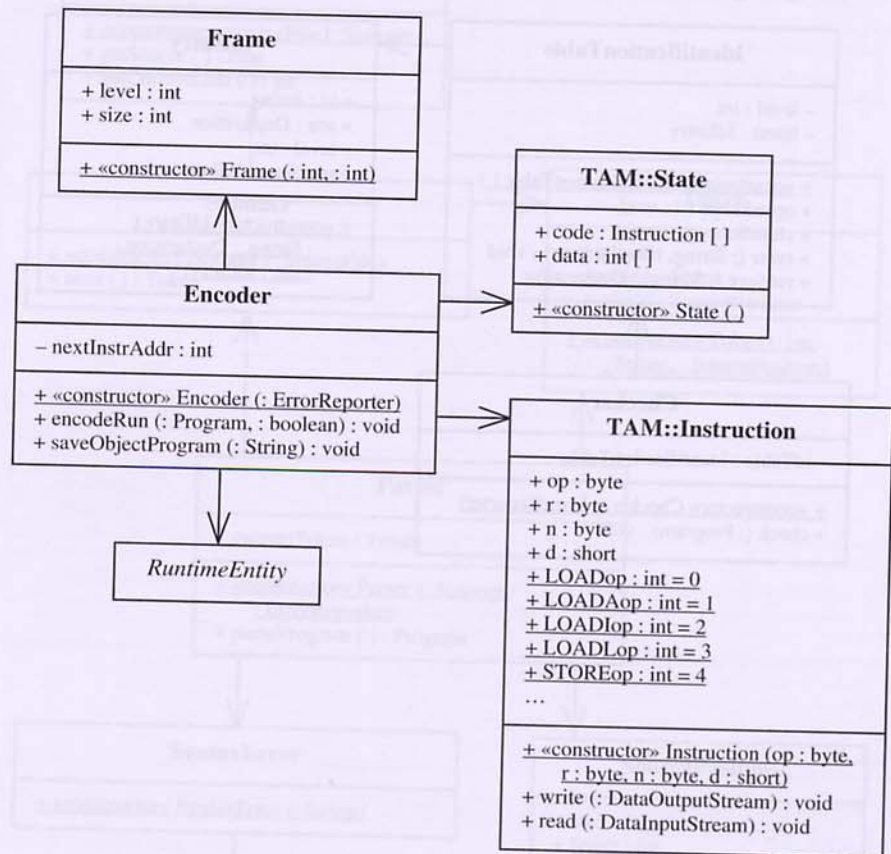 Frame
+ level : int
+ size : int
+ «constructor» Frame (: int, : int)
TAM::State
+ code : Instruction [ ]
+ data : int [ ]
+ «constructor» State ( )
Encoder
– nextInstrAddr : int
+ «constructor» Encoder (: ErrorReporter)
+ encodeRun (: Program, : boolean) : void
+ saveObjectProgram (: String) : void
TAM::Instruction
+ op : byte
+ r : byte
+ n : byte
+ d : short
+ LOADop : int = 0
+ LOADAop : int = 1
+ LOADIop : int = 2
+ LOADLop : int = 3
+ STOREop : int = 4
…
+ «constructor» Instruction (op : byte,
r : byte, n : byte, d : short)
+ write (: DataOutputStream) : void
+ read (: DataInputStream) : void
RuntimeEntity
IdentificationTable